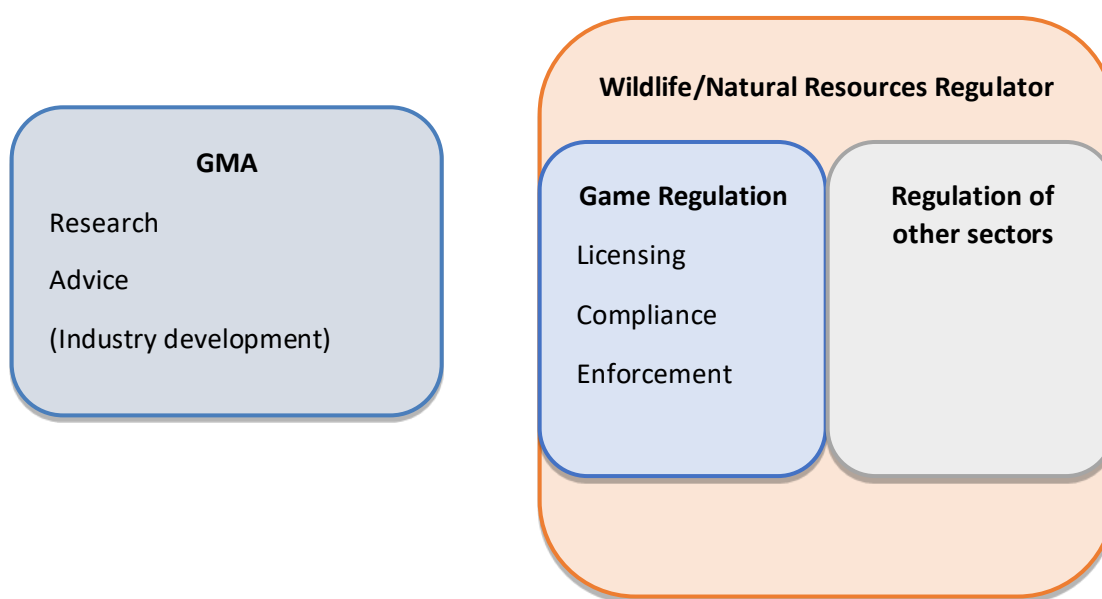 GMA
Research
Advice
(Industry development)
Wildlife/Natural Resources Regulator
Game Regulation
Licensing
Compliance
Enforcement
Regulation of
other sectors